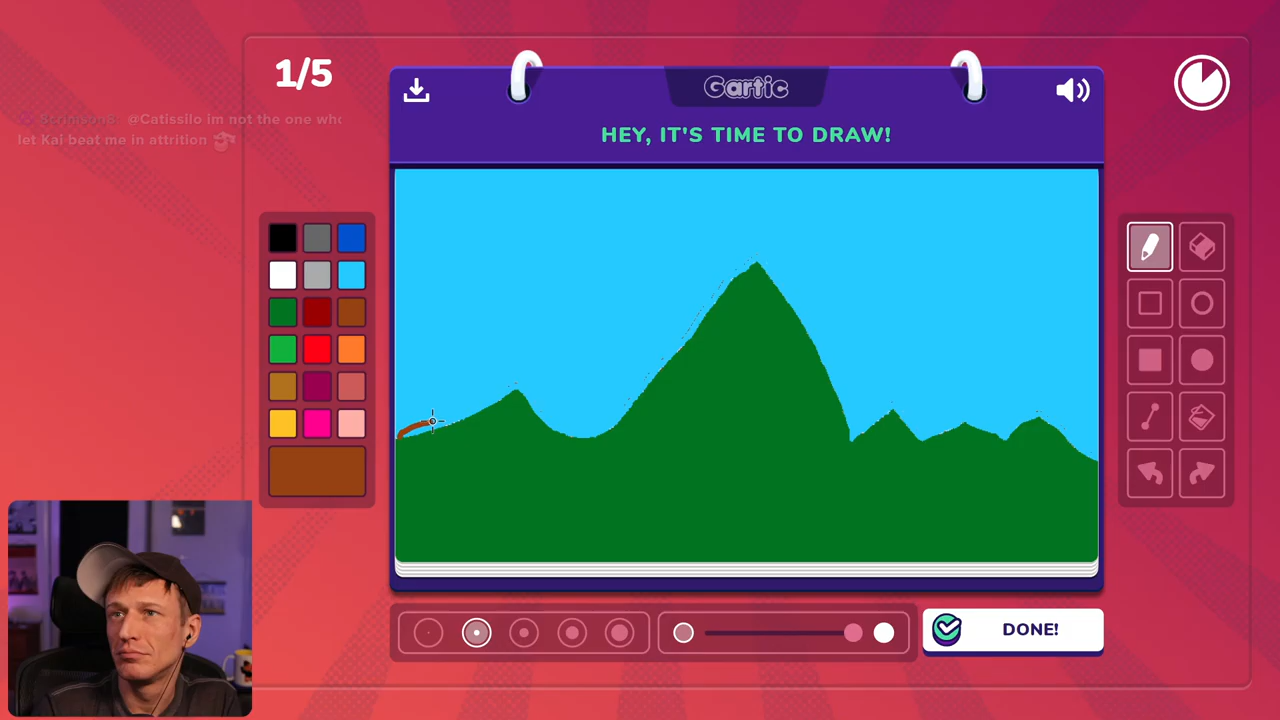 1/5
Gartic
HEY, IT'S TIME TO DRAW!
Scrimson8: @Catissilo im not the one who
let Kai beat me in attrition
DONE!